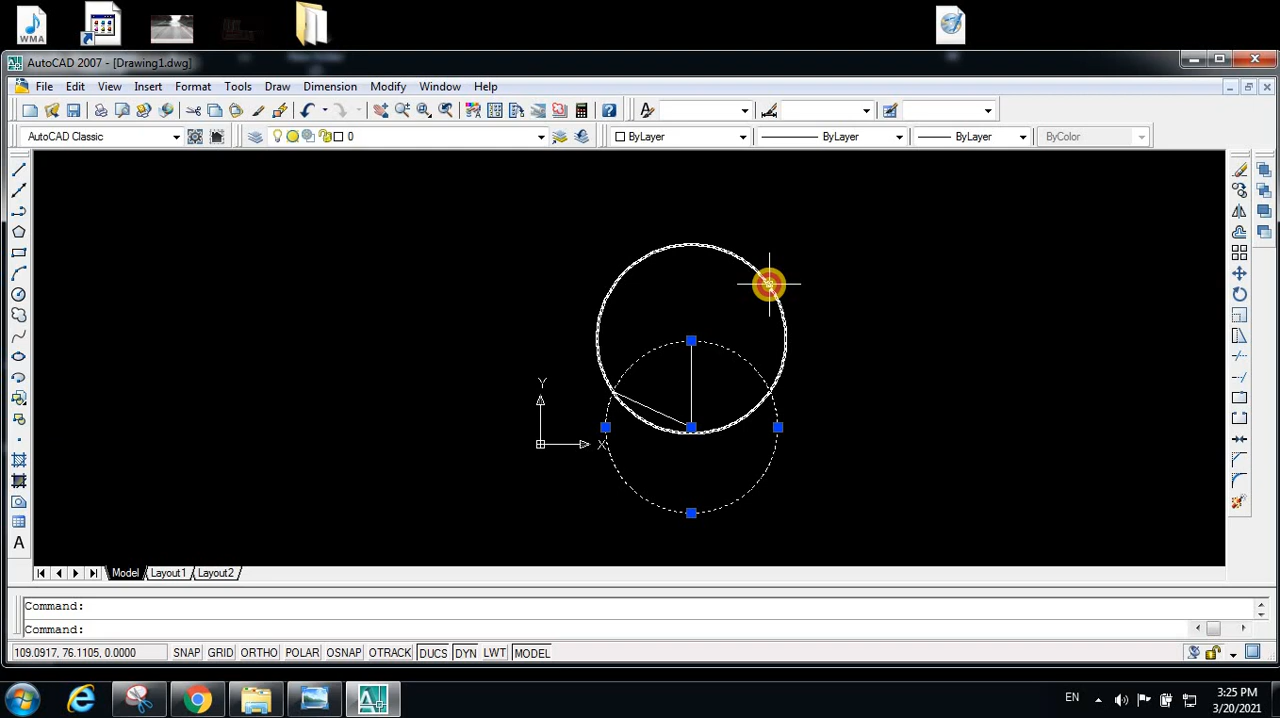 WMA
AutoCAD 2007 - [Drawing1.dwg]
File Edit View Insert Format Tools Draw Dimension Modify Window Help
AutoCAD Classic 0 ByLayer ByLayer ByLayer ByColor
Y
X
A
Model Layout1 Layout2
Command:
Command:
109.0917, 76.1105, 0.0000 SNAP GRID ORTHO POLAR OSNAP OTRACK DUCS DYN LWT MODEL
EN
3:25 PM
3/20/2021